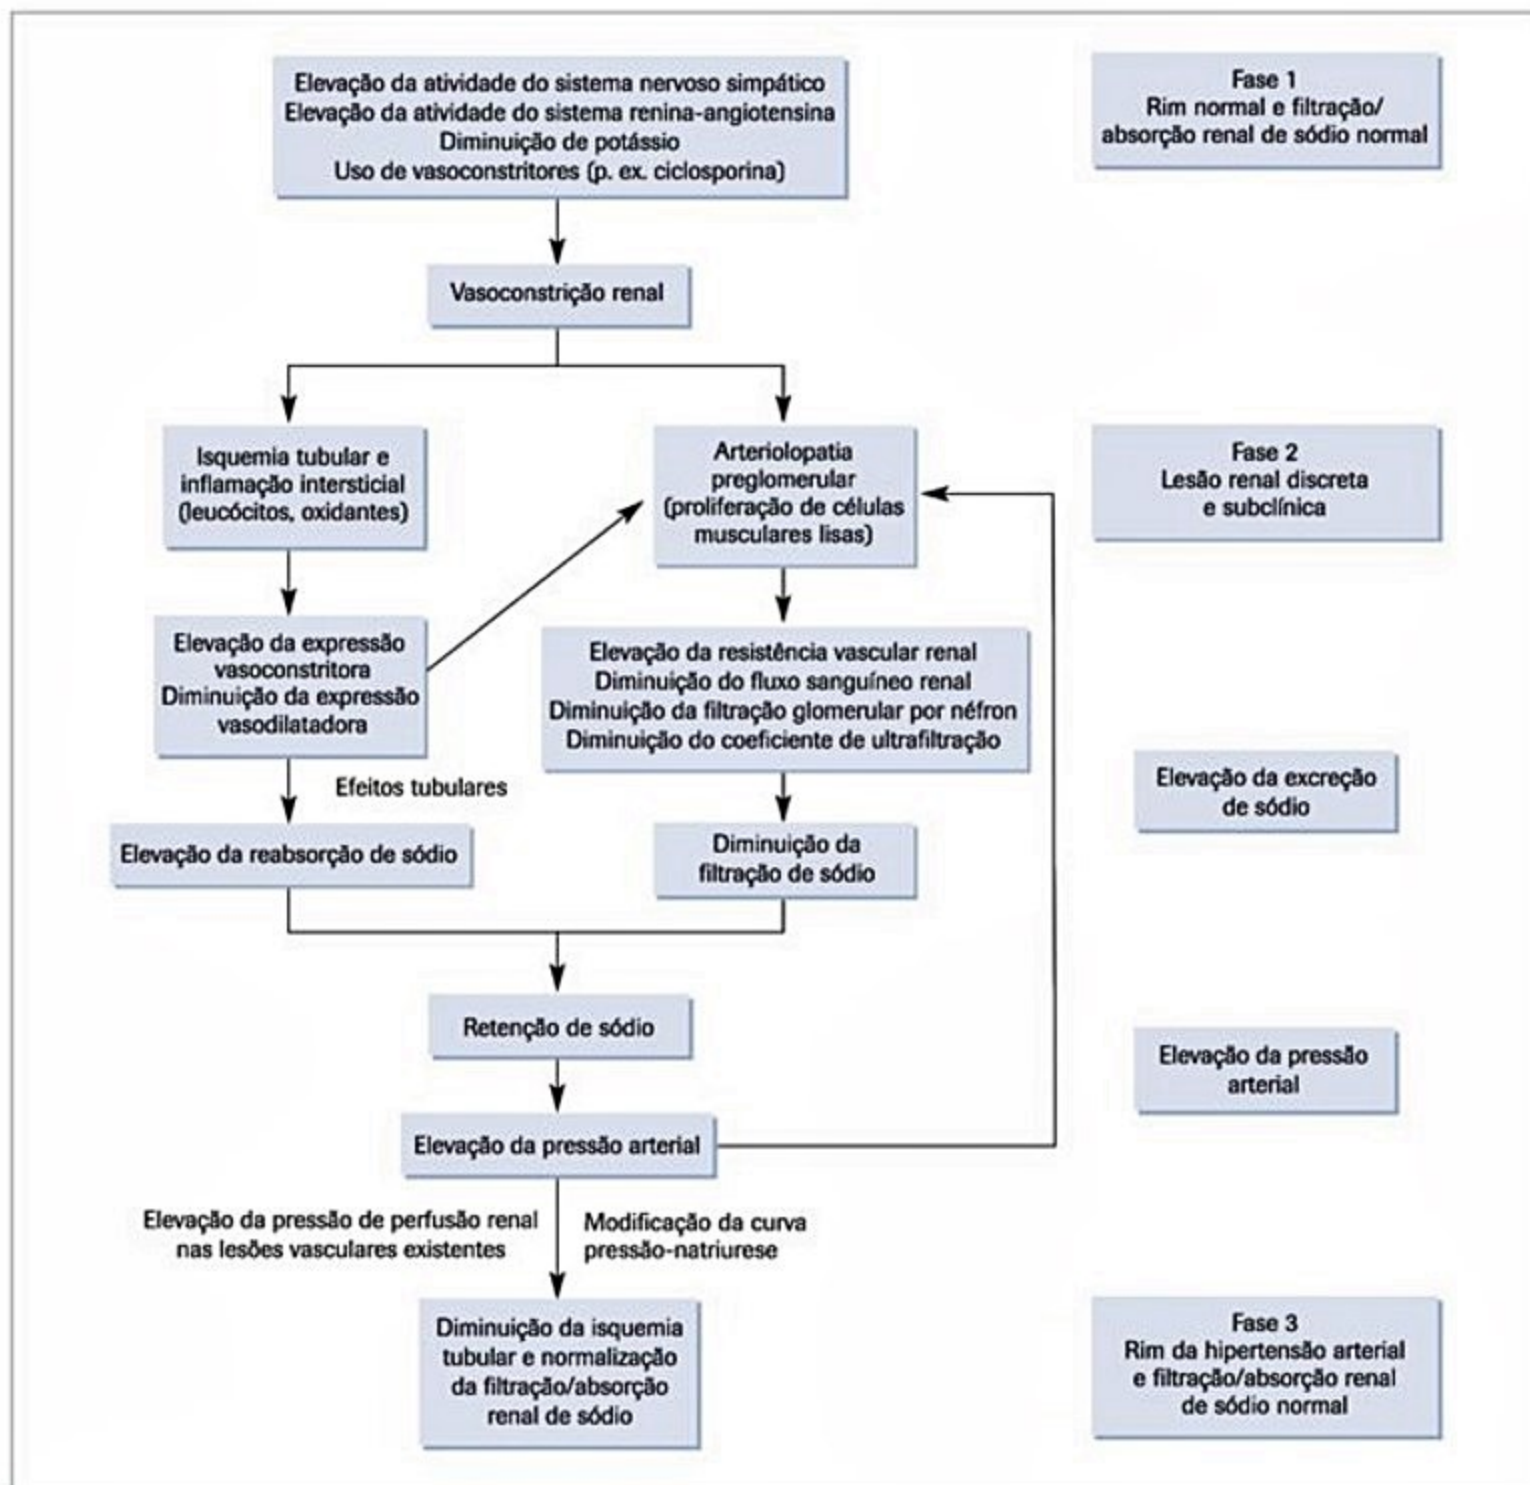 Elevação da atividade do sistema nervoso simpático
Elevação da atividade do sistema renina-angiotensina
Diminuição de potássio
Uso de vasoconstritores (p. ex. ciclosporina)
Fase 1
Rim normal e filtração/
absorção renal de sódio normal
Vasoconstrição renal
Isquemia tubular e
inflamação intersticial
(leucócitos, oxidantes)
Arteriolopatia
preglomerular
(proliferação de células
musculares lisas)
Fase 2
Lesão renal discreta
e subclínica
Elevação da expressão
vasoconstritora
Diminuição da expressão
vasodilatadora
Elevação da resistência vascular renal
Diminuição do fluxo sanguíneo renal
Diminuição da filtração glomerular por néfron
Diminuição do coeficiente de ultrafiltração
Efeitos tubulares
Elevação da excreção
de sódio
Elevação da reabsorção de sódio
Diminuição da
filtração de sódio
Retenção de sódio
Elevação da pressão
arterial
Elevação da pressão arterial
Elevação da pressão de perfusão renal
nas lesões vasculares existentes
Modificação da curva
pressão-natriurese
Diminuição da isquemia
tubular e normalização
da filtração/absorção
renal de sódio
Fase 3
Rim da hipertensão arterial
e filtração/absorção renal
de sódio normal